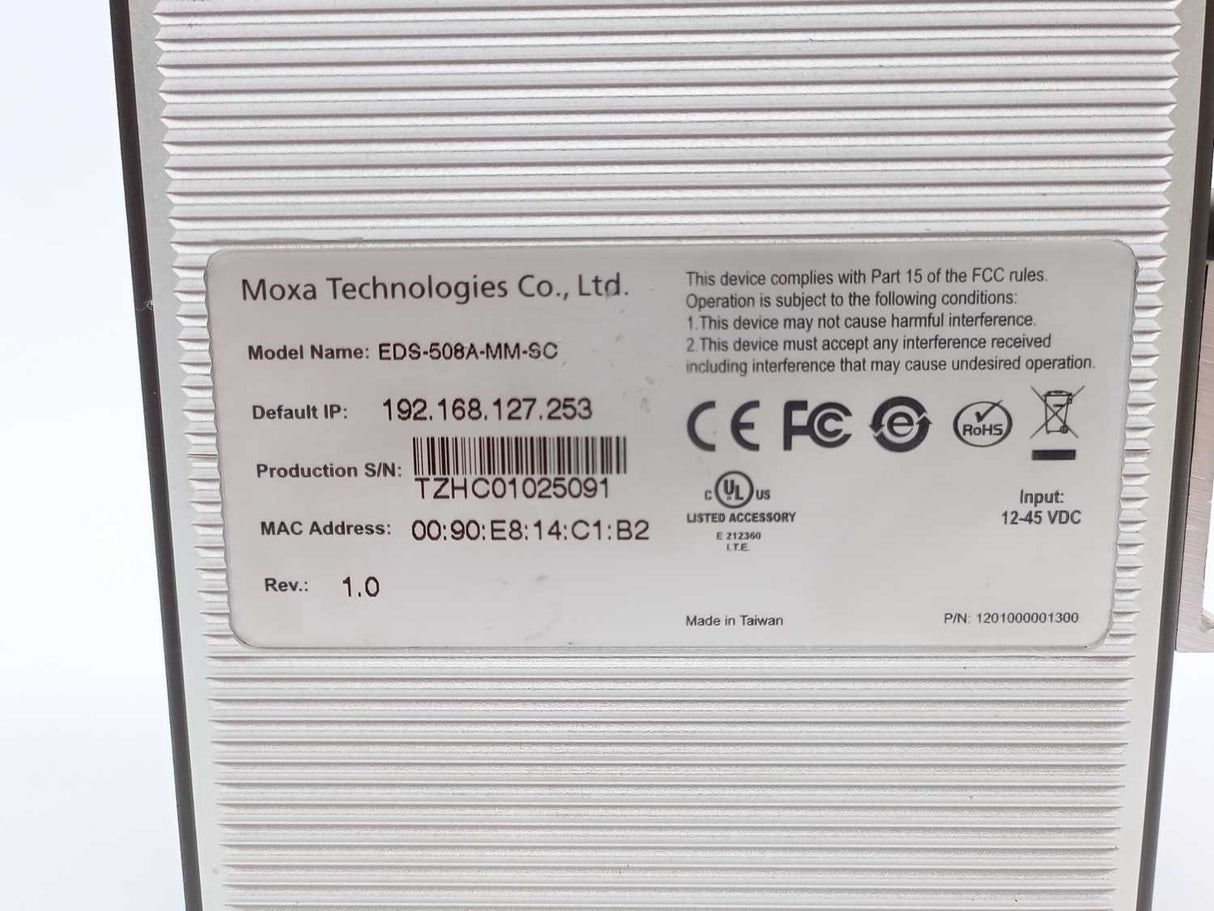 Moxa Technologies Co., Ltd.
Model Name: EDS-508A-MM-SC
Default IP: 192.168.127.253
Production S/N:
TZHC01025091
MAC Address: 00:90:E8:14:C1:B2
Rev.: 1.0
This device complies with Part 15 of the FCC rules.
Operation is subject to the following conditions:
1.This device may not cause harmful interference.
2.This device must accept any interference received
including interference that may cause undesired operation.
CE FC e RoHS
C UL US
LISTED ACCESSORY
E 212360
I.T.E.
Input:
12-45 VDC
Made in Taiwan
P/N: 1201000001300